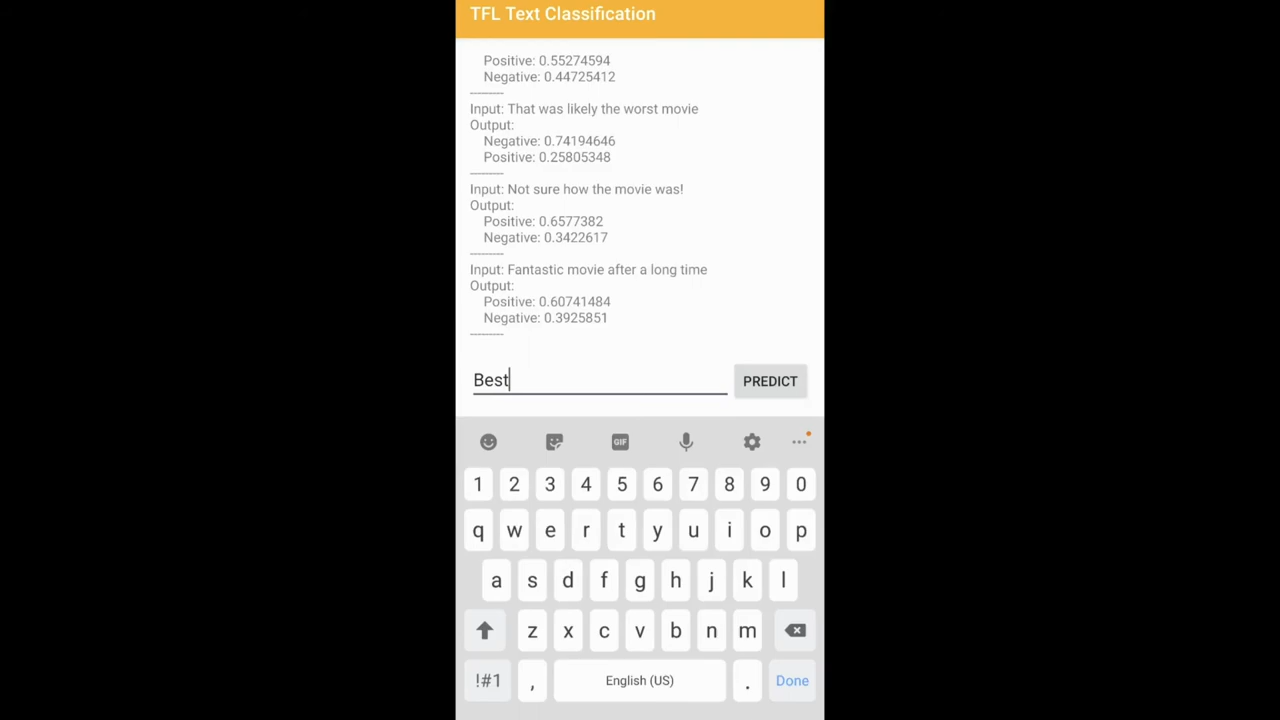 TFL Text Classification
Positive: 0.55274594
Negative: 0.44725412
---------
Input: That was likely the worst movie
Output:
Negative: 0.74194646
Positive: 0.25805348
---------
Input: Not sure how the movie was!
Output:
Positive: 0.6577382
Negative: 0.3422617
---------
Input: Fantastic movie after a long time
Output:
Positive: 0.60741484
Negative: 0.3925851
---------
Best PREDICT
GIF
1 2 3 4 5 6 7 8 9 0
q w e r t y u i o p
a s d f g h j k l
z x c v b n m
!#1 , English (US) . Done